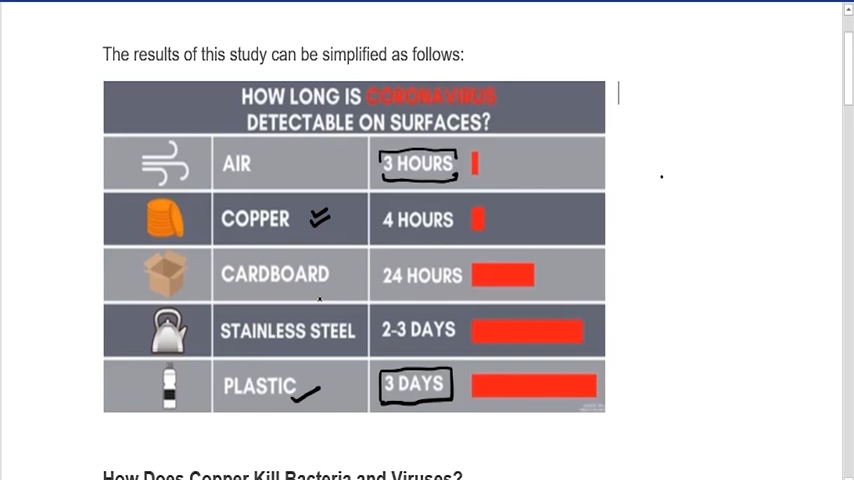 The results of this study can be simplified as follows:
HOW LONG IS CORONAVIRUS
DETECTABLE ON SURFACES?
AIR 3 HOURS
COPPER 4 HOURS
CARDBOARD 24 HOURS
STAINLESS STEEL 2-3 DAYS
PLASTIC 3 DAYS
How Does Copper Kill Bacteria and Viruses?